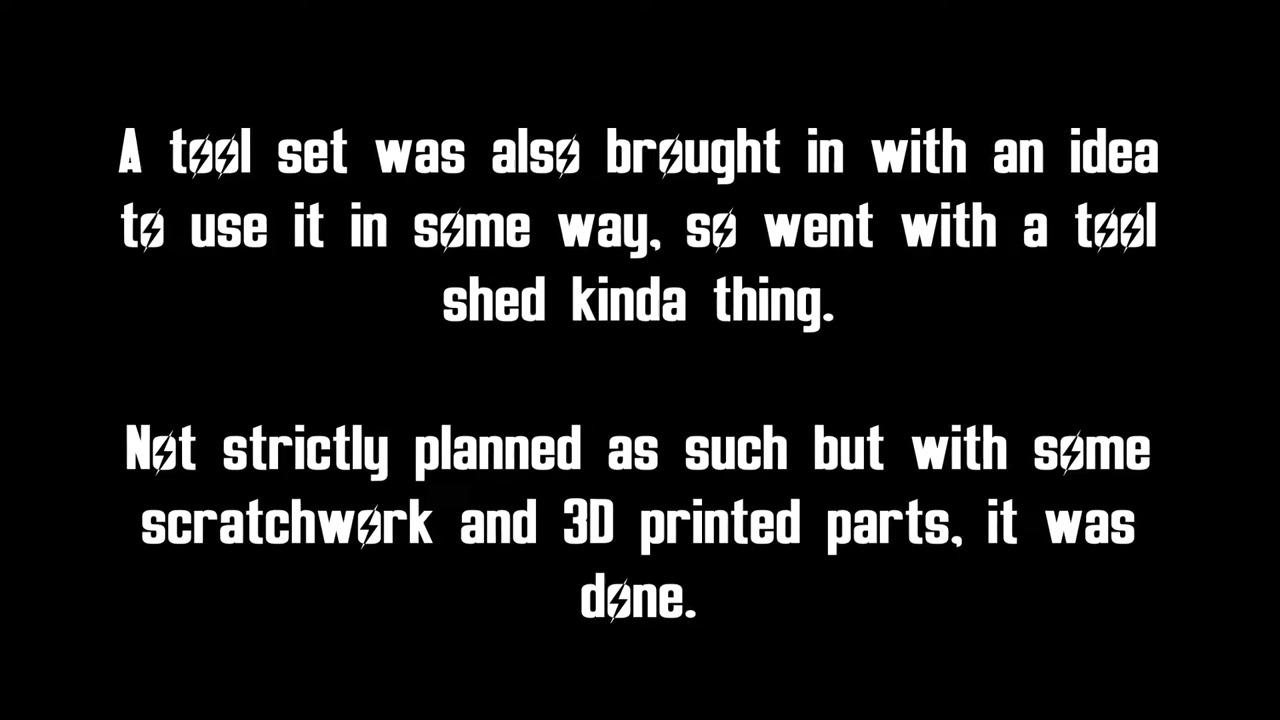 A tool set was also brought in with an idea
to use it in some way, so went with a tool
shed kinda thing.
Not strictly planned as such but with some
scratchwork and 3D printed parts, it was
done.